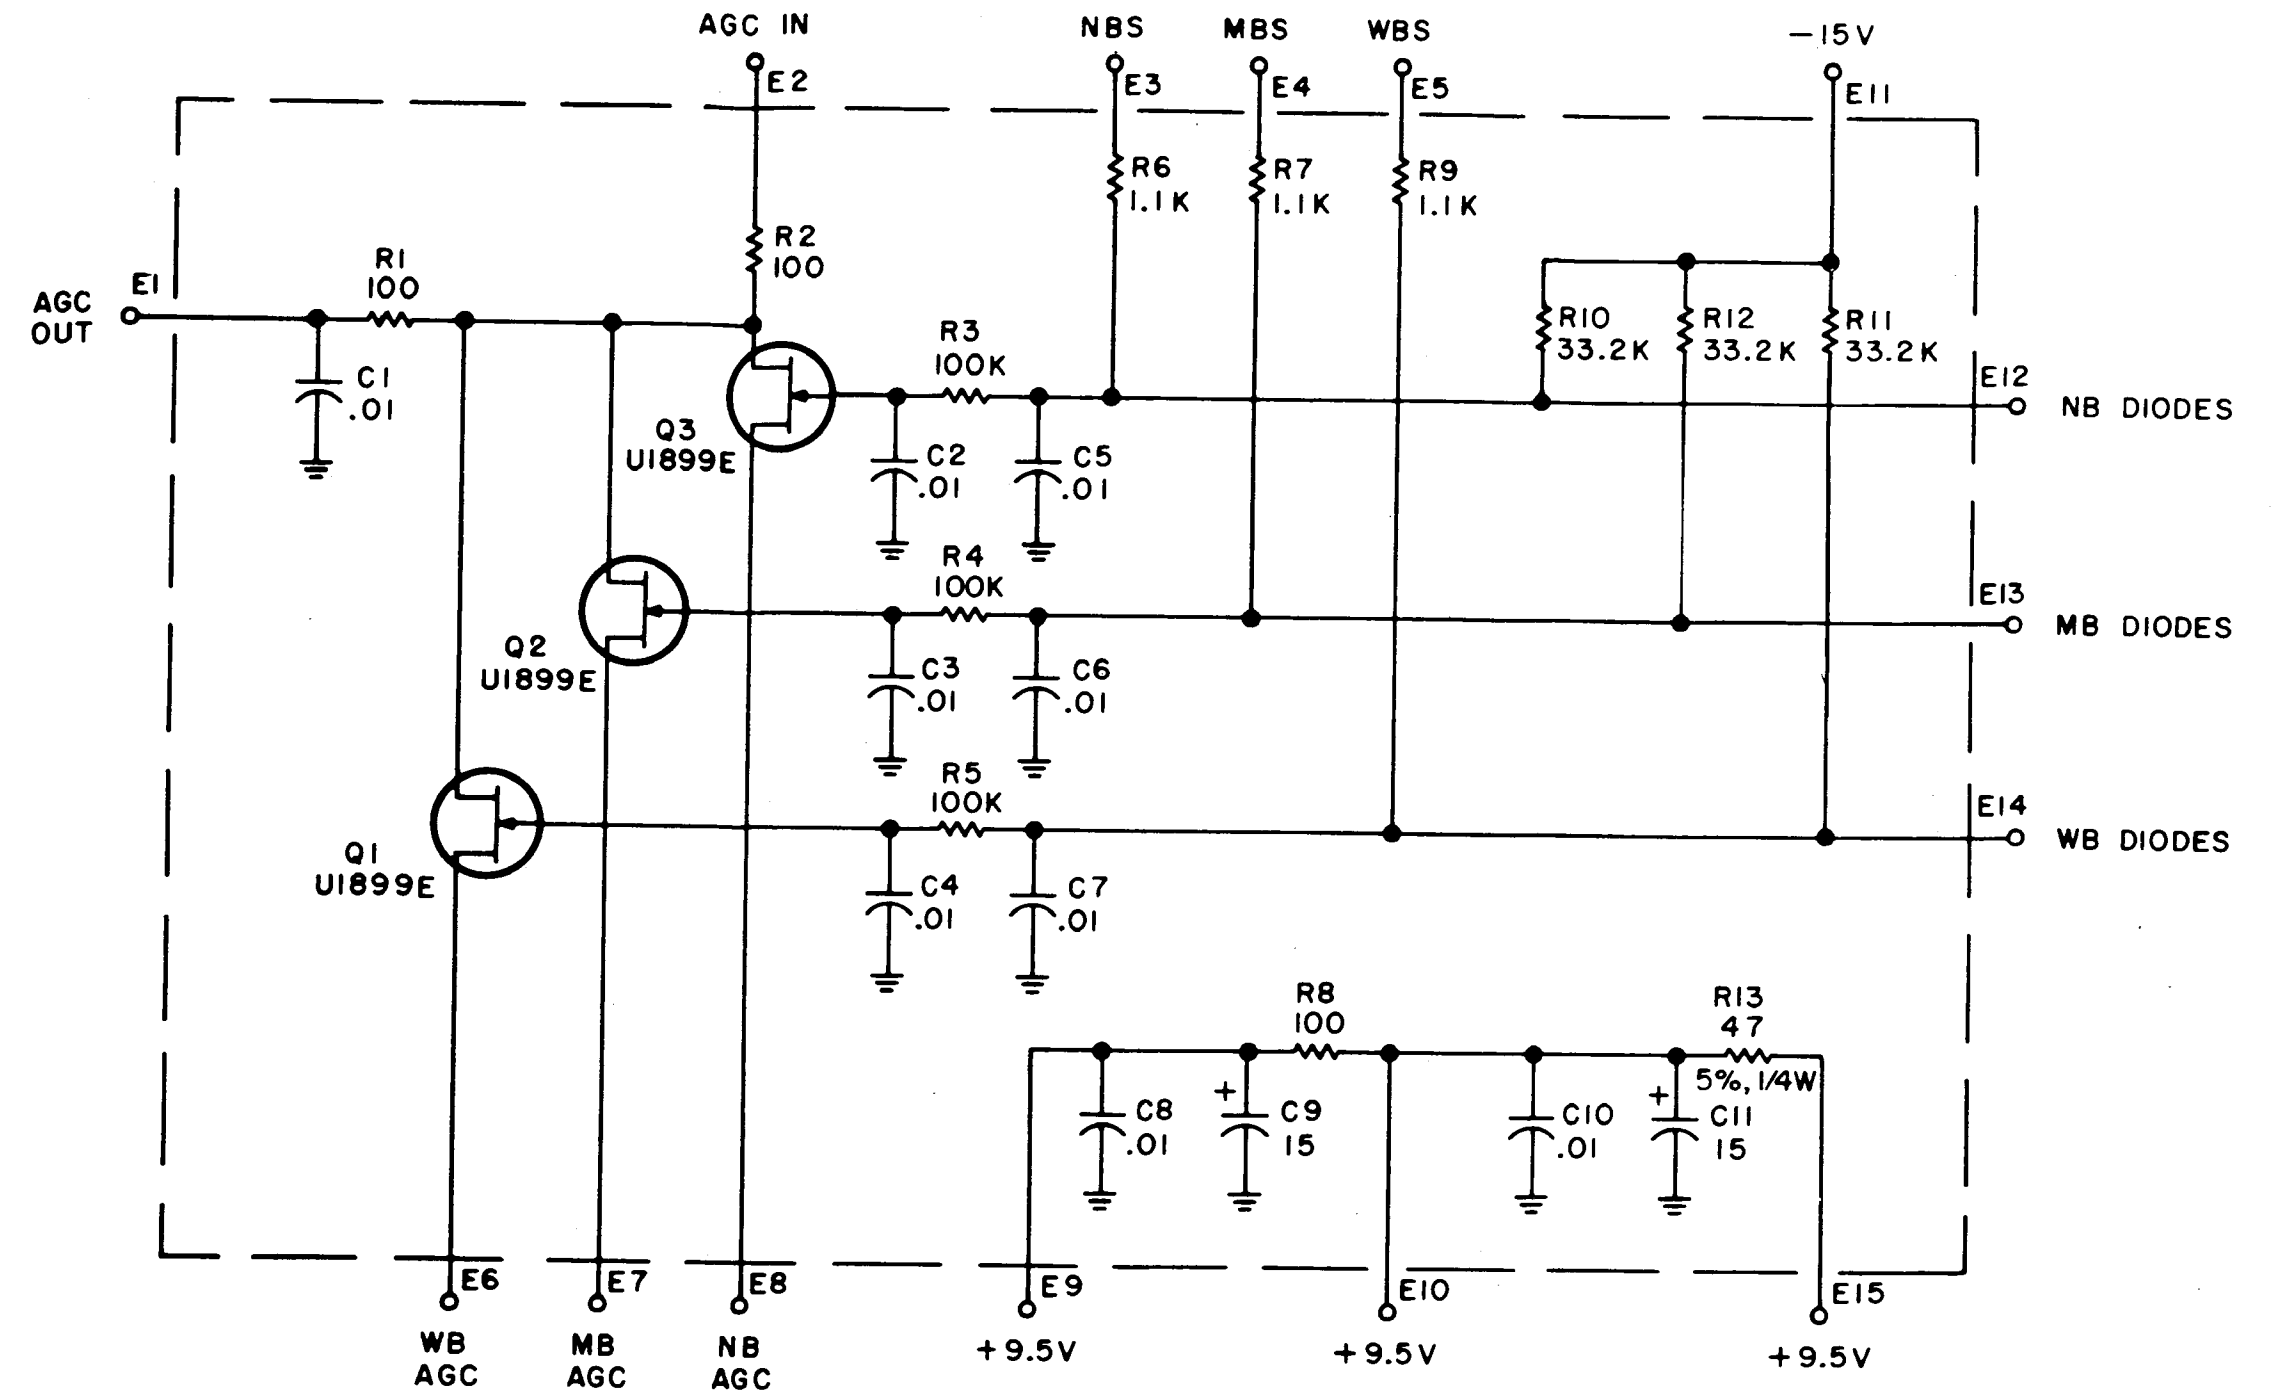 AGC IN
NBS
MBS
WBS
−15V
E2
E3
E4
E5
E11
R6
1.1K
R7
1.1K
R9
1.1K
R2
100
R1
100
E1
AGC
OUT
C1
.01
R3
100K
R10
33.2K
R12
33.2K
R11
33.2K
E12
NB DIODES
Q3
U1899E
C2
.01
C5
.01
R4
100K
E13
MB DIODES
Q2
U1899E
C3
.01
C6
.01
R5
100K
E14
WB DIODES
Q1
U1899E
C4
.01
C7
.01
R8
100
R13
47
5%, 1/4W
C8
.01
+
C9
15
C10
.01
+
C11
15
E6
E7
E8
E9
E10
E15
WB
AGC
MB
AGC
NB
AGC
+9.5V
+9.5V
+9.5V